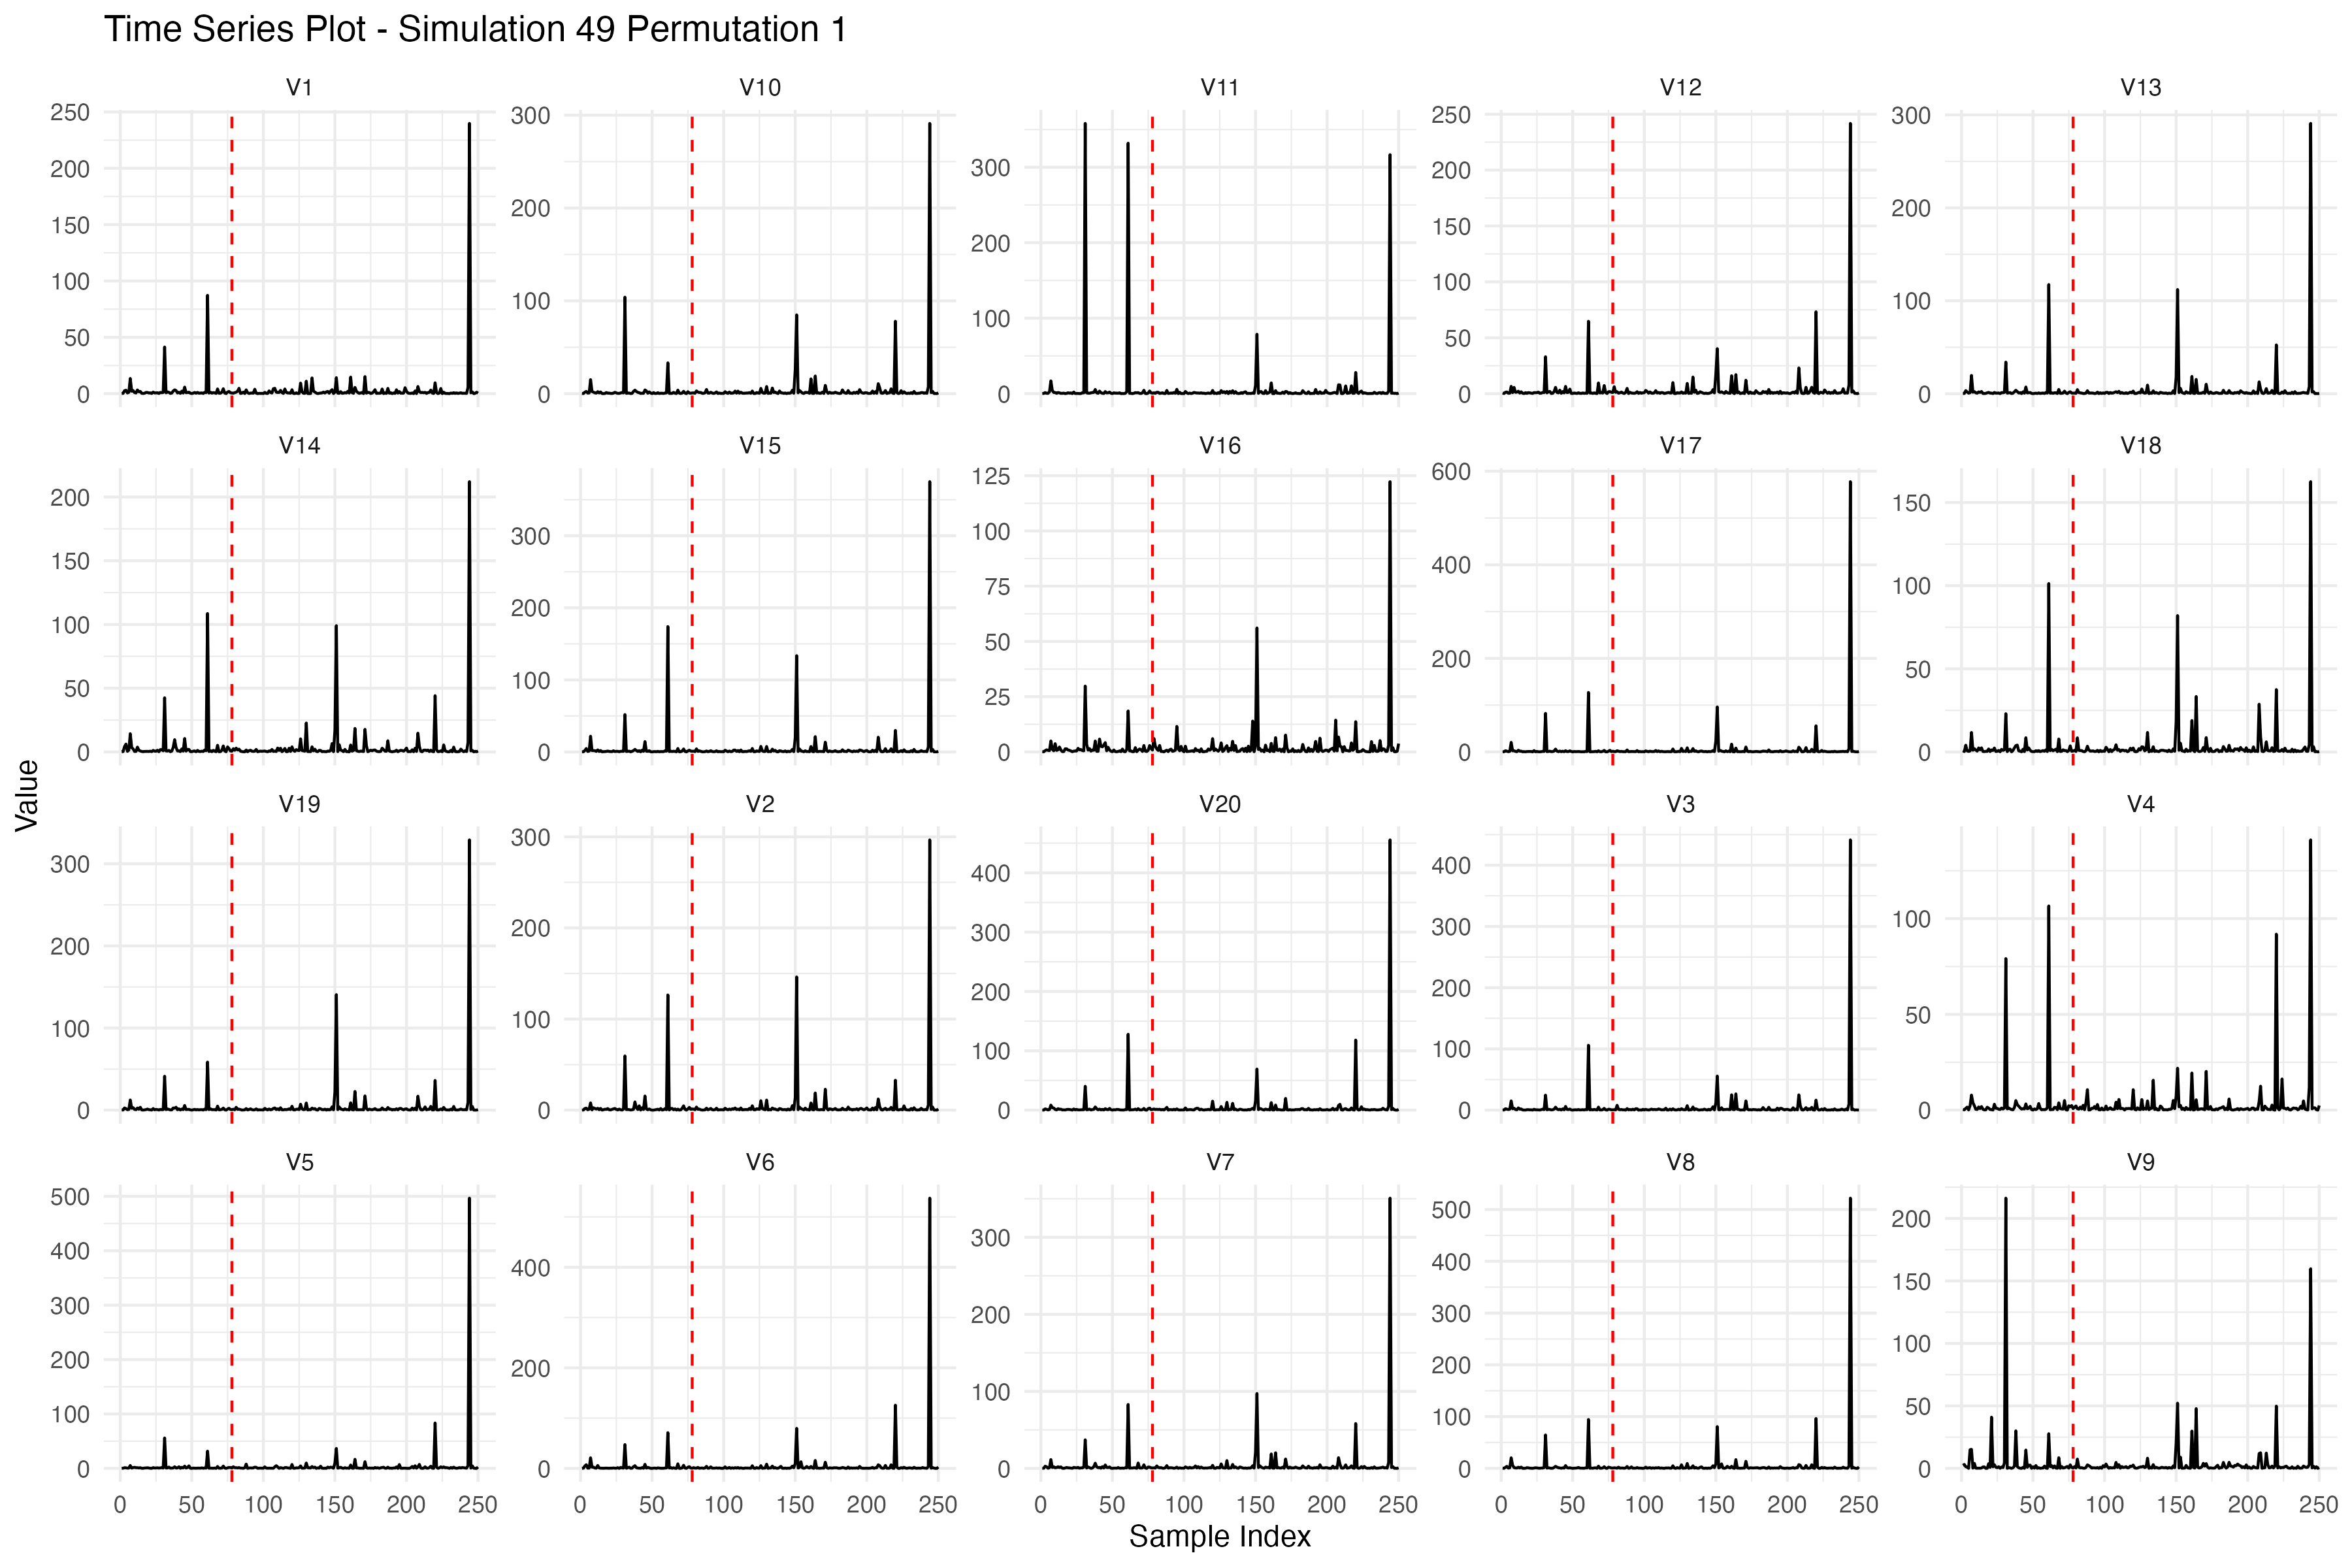 Time Series Plot - Simulation 49 Permutation 1
V1 V10 V11 V12 V13
250 200 150 100 50 0
300 200 100 0
300 200 100 0
250 200 150 100 50 0
300 200 100 0
V14 V15 V16 V17 V18
200 150 100 50 0
300 200 100 0
125 100 75 50 25 0
600 400 200 0
150 100 50 0
Value
V19 V2 V20 V3 V4
300 200 100 0
300 200 100 0
400 300 200 100 0
400 300 200 100 0
100 50 0
V5 V6 V7 V8 V9
500 400 300 200 100 0
400 200 0
300 200 100 0
500 400 300 200 100 0
200 150 100 50 0
0 50 100 150 200 250 0 50 100 150 200 250 0 50 100 150 200 250 0 50 100 150 200 250 0 50 100 150 200 250
Sample Index